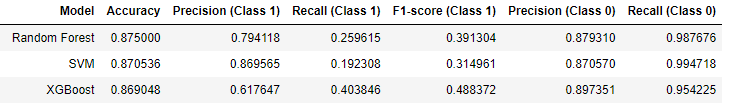 Model Accuracy Precision (Class 1) Recall (Class 1) F1-score (Class 1) Precision (Class 0) Recall (Class 0)
Random Forest 0.875000 0.794118 0.259615 0.391304 0.879310 0.987676
SVM 0.870536 0.869565 0.192308 0.314961 0.870570 0.994718
XGBoost 0.869048 0.617647 0.403846 0.488372 0.897351 0.954225